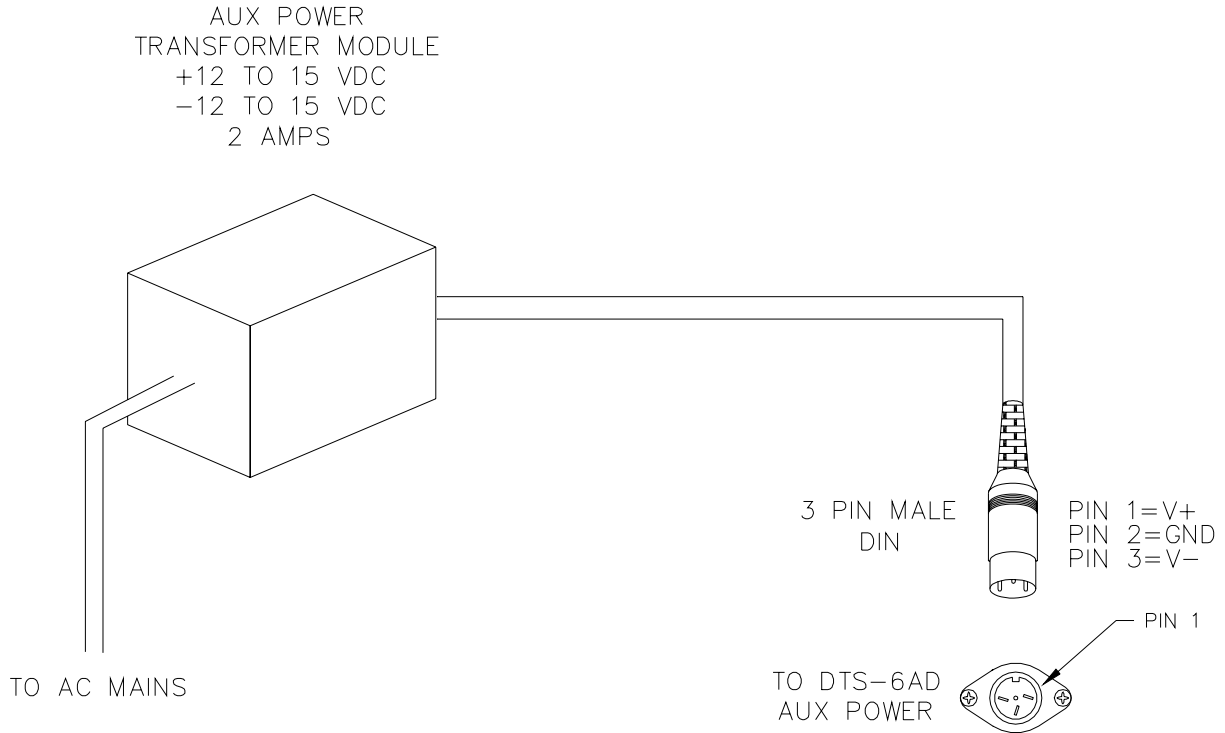 AUX POWER
TRANSFORMER MODULE
+12 TO 15 VDC
-12 TO 15 VDC
2 AMPS
3 PIN MALE
DIN
PIN 1=V+
PIN 2=GND
PIN 3=V-
PIN 1
TO AC MAINS
TO DTS-6AD
AUX POWER